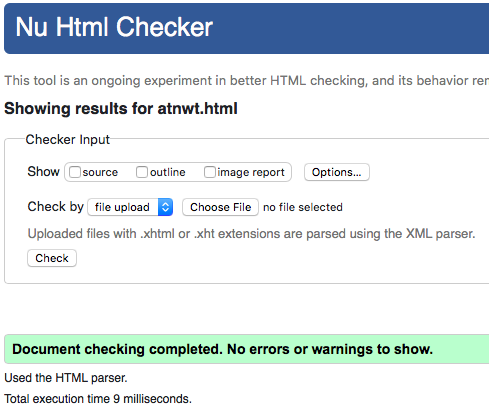 Nu Html Checker
This tool is an ongoing experiment in better HTML checking, and its behavior
Showing results for atnwt.html
Checker Input
Show source outline image report Options...
Check by file upload Choose File no file selected
Uploaded files with .xhtml or .xht extensions are parsed using the XML parser.
Check
Document checking completed. No errors or warnings to show.
Used the HTML parser.
Total execution time 9 milliseconds.